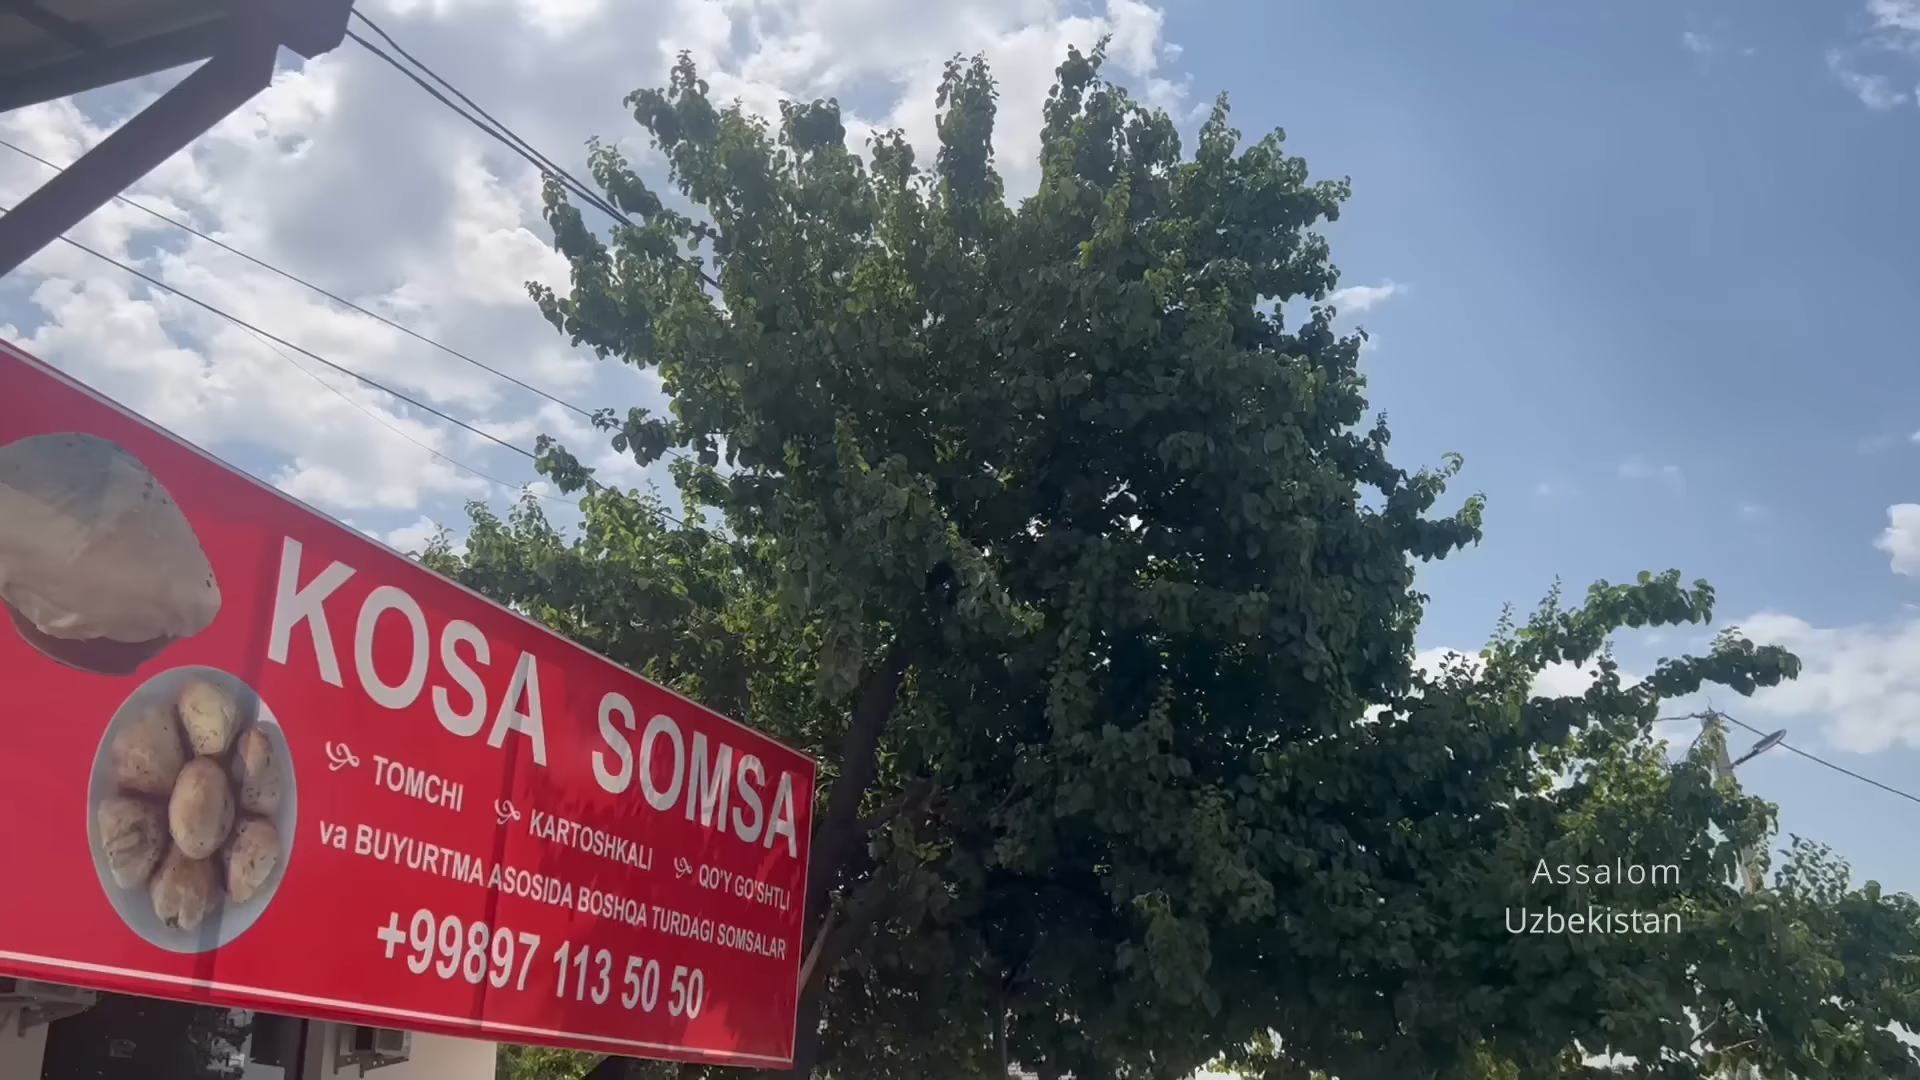 KOSA SOMSA
TOMCHI KARTOSHKALI QO'Y GO'SHTLI
va BUYURTMA ASOSIDA BOSHQA TURDAGI SOMSALAR
+99897 113 50 50
Assalom
Uzbekistan